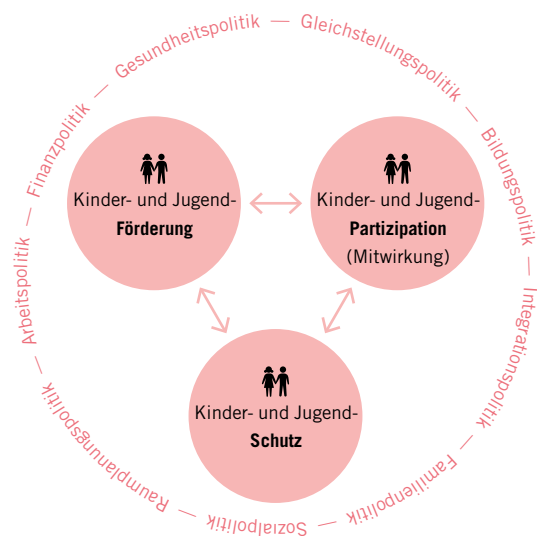 Gesundheitspolitik — Gleichstellungspolitik — Bildungspolitik — Integrationspolitik — Familienpolitik — Sozialpolitik — Raumplanungspolitik — Arbeitspolitik — Finanzpolitik —
Kinder- und Jugend-
Förderung
Kinder- und Jugend-
Partizipation
(Mitwirkung)
Kinder- und Jugend-
Schutz